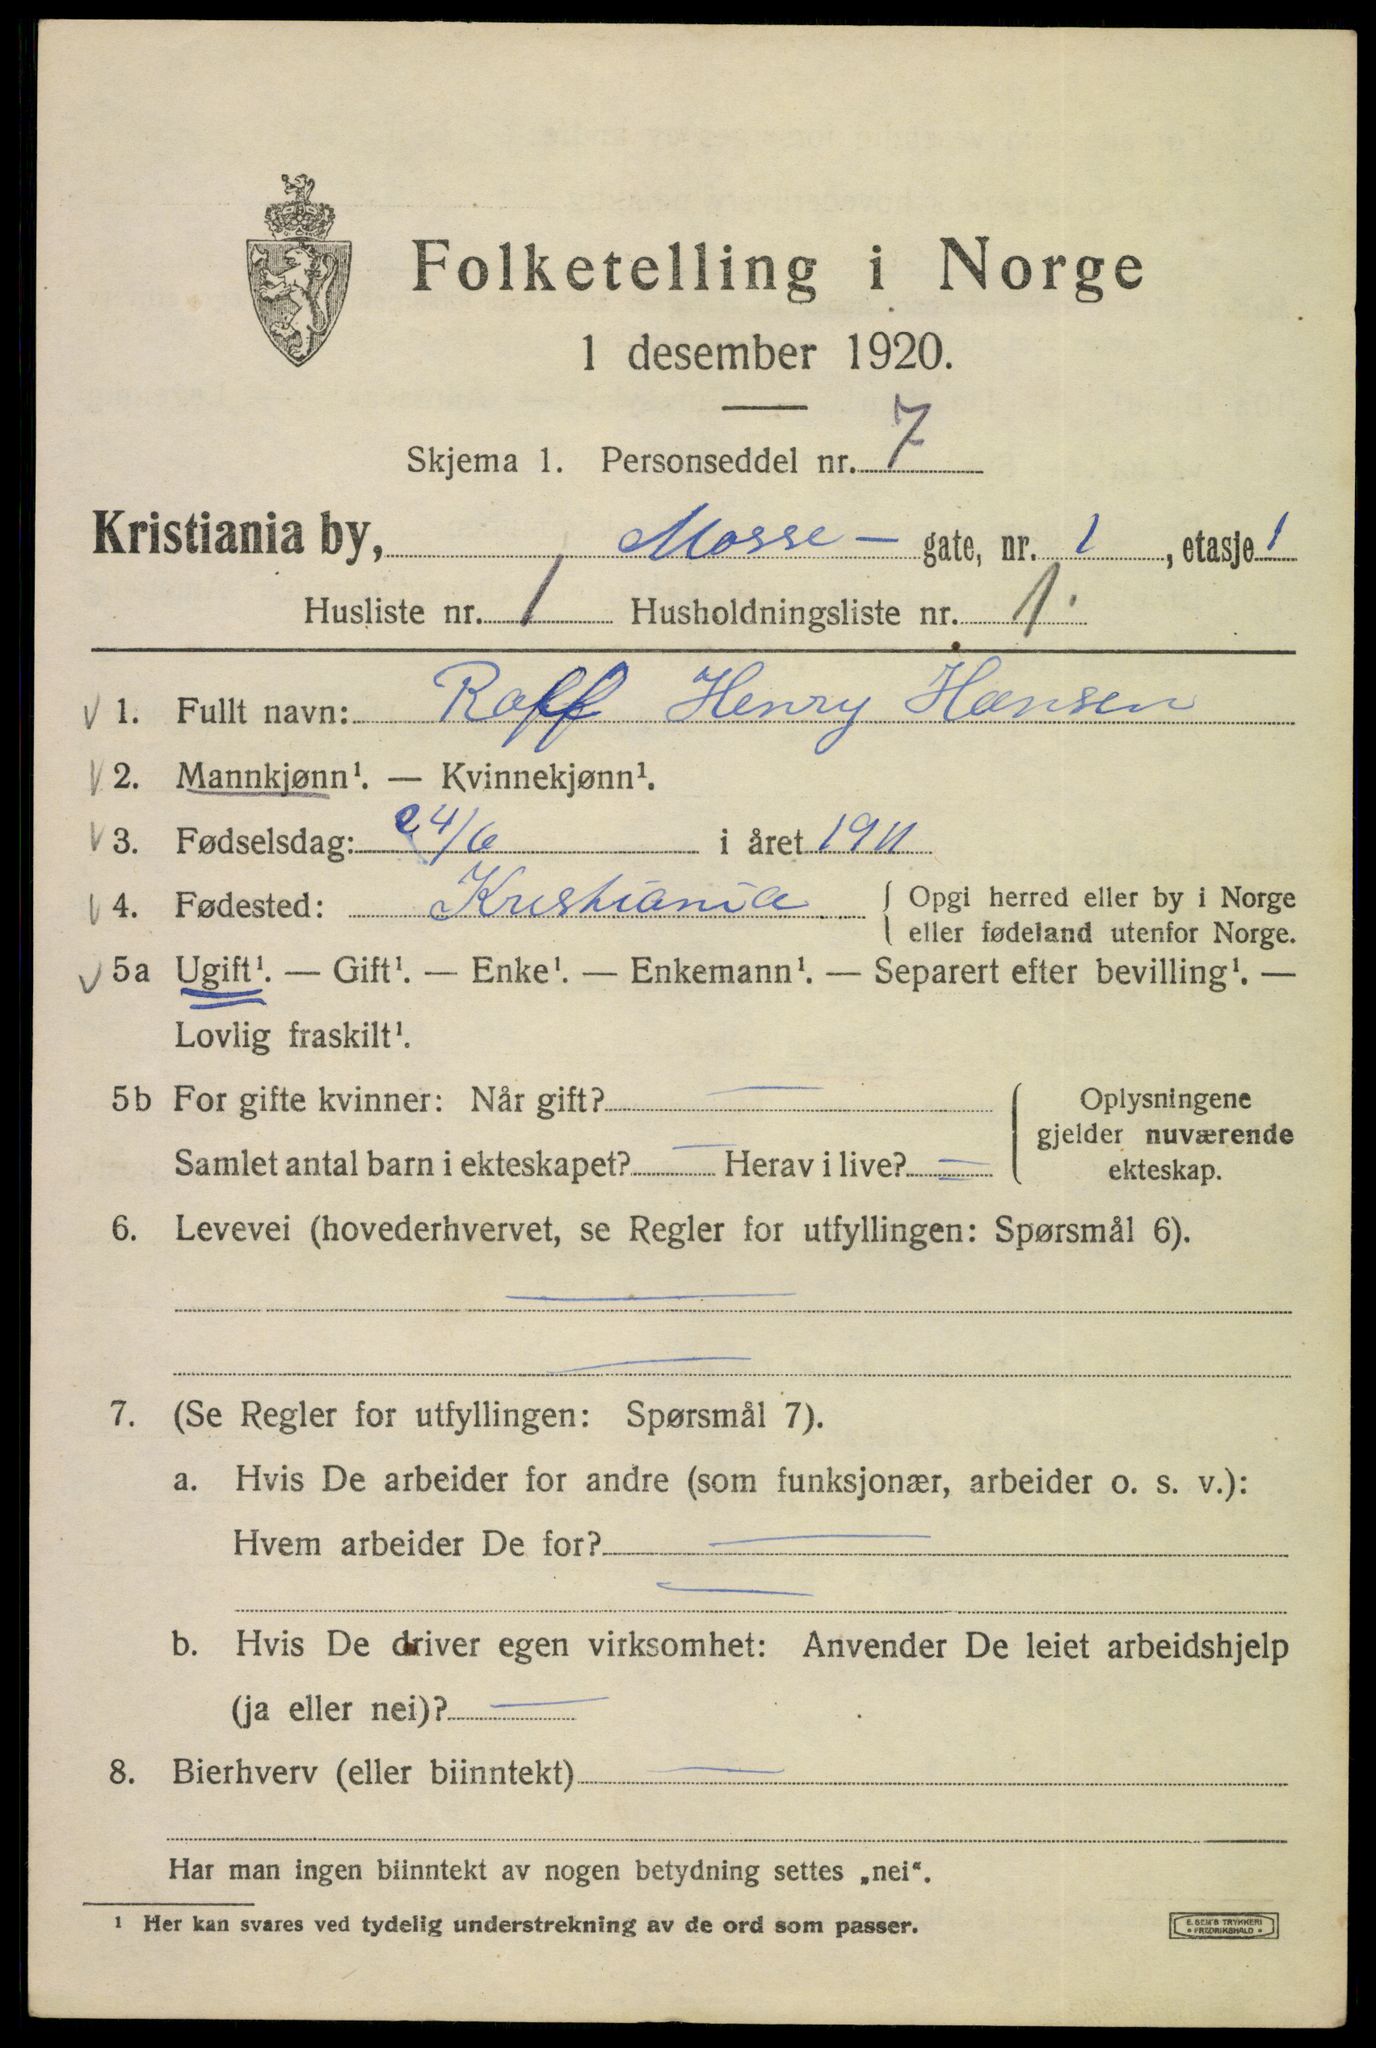 Folketelling i Norge
1 desember 1920.
Skjema 1. Personseddel nr. 7
Kristiania by, Mosse - gate, nr. 1, etasje 1
Husliste nr. 1 Husholdningsliste nr. 1.
√ 1. Fullt navn: Rolf Henry Hansen
√ 2. Mannkjønn¹. — Kvinnekjønn¹.
√ 3. Fødselsdag: 24/6 i året 1911
√ 4. Fødested: Kristiania { Opgi herred eller by i Norge
eller fødeland utenfor Norge.
√ 5a Ugift¹. — Gift¹. — Enke¹. — Enkemann¹. — Separert efter bevilling¹. —
Lovlig fraskilt¹.
5b For gifte kvinner: Når gift? — Oplysningene
gjelder nuværende
Samlet antal barn i ekteskapet? — Herav i live? — ekteskap.
6. Levevei (hovederhvervet, se Regler for utfyllingen: Spørsmål 6).
—
—
7. (Se Regler for utfyllingen: Spørsmål 7).
a. Hvis De arbeider for andre (som funksjonær, arbeider o. s. v.):
Hvem arbeider De for? —
—
b. Hvis De driver egen virksomhet: Anvender De leiet arbeidshjelp
(ja eller nei)? —
8. Bierhverv (eller biinntekt) —
Har man ingen biinntekt av nogen betydning settes „nei“.
¹ Her kan svares ved tydelig understrekning av de ord som passer.
E. SEM'S TRYKKERI
• FREDRIKSHALD •